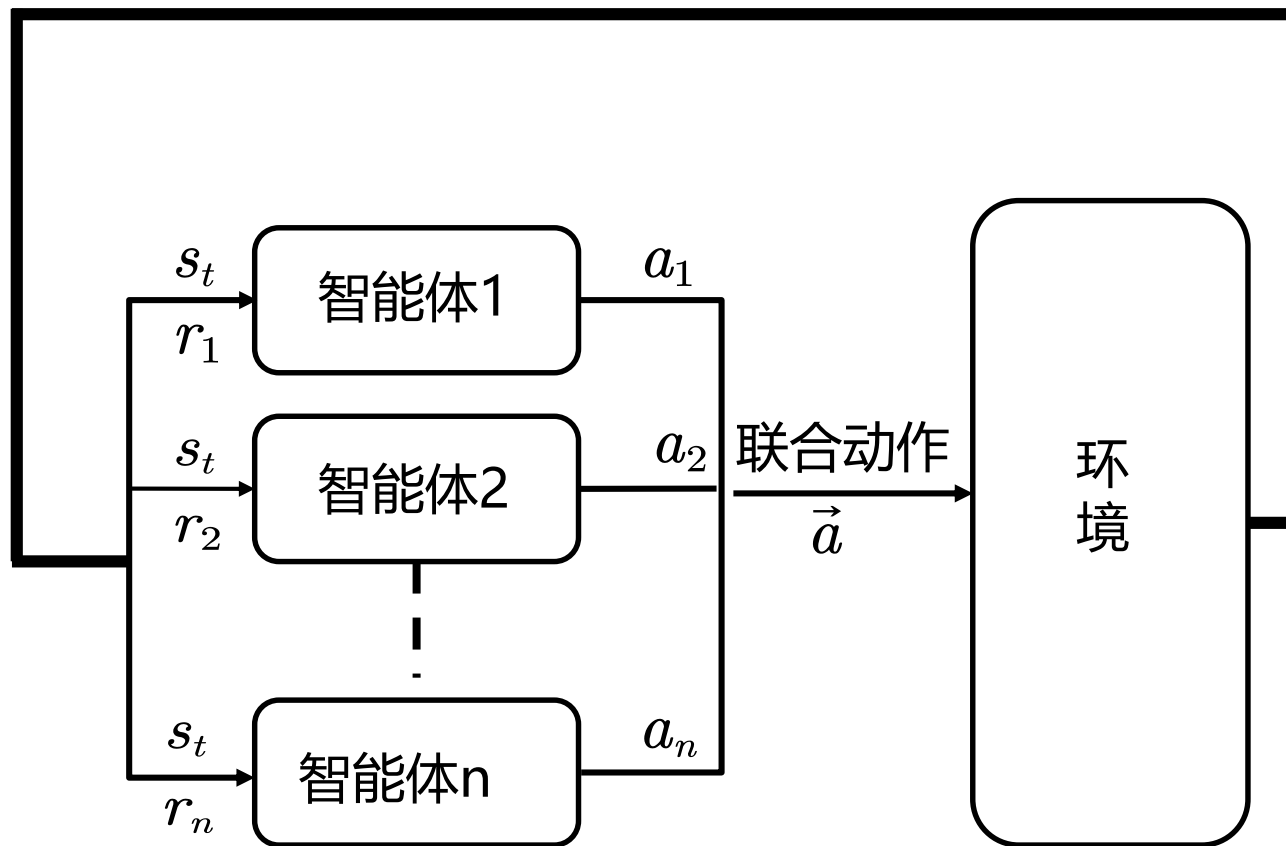 s_t
r_1
智能体1
a_1
s_t
r_2
智能体2
a_2
联合动作
\vec{a}
环
境
s_t
r_n
智能体n
a_n